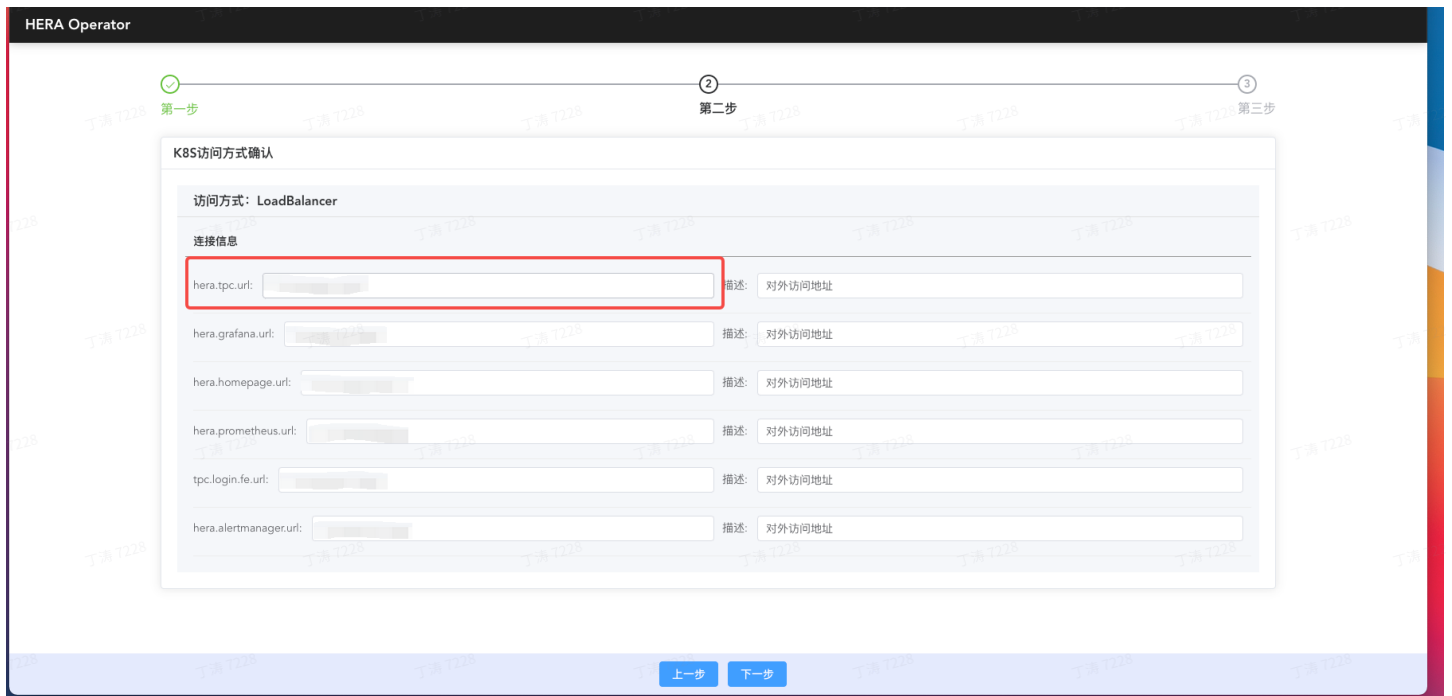 HERA Operator
2 3
第一步 第二步 第三步
K8S访问方式确认
访问方式：LoadBalancer
连接信息
hera.tpc.url: 描述: 对外访问地址
hera.grafana.url: 描述: 对外访问地址
hera.homepage.url: 描述: 对外访问地址
hera.prometheus.url: 描述: 对外访问地址
tpc.login.fe.url: 描述: 对外访问地址
hera.alertmanager.url: 描述: 对外访问地址
上一步 下一步
丁涛 7228